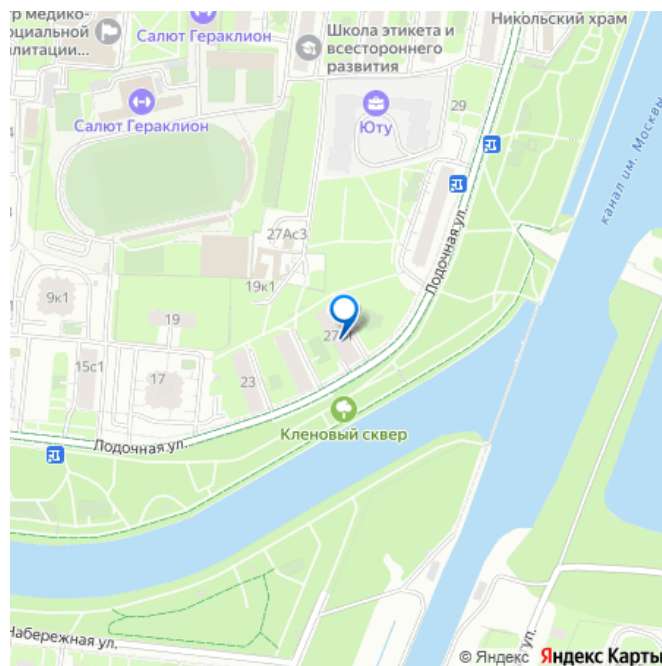 р медико-
оциальной
илитации...
Салют Гераклион
Школа этикета и
всестороннего
развития
Никольский храм
Салют Гераклион
Юту
29
канал им. Москвы
27Ас3
Лодочная ул.
19к1
9к1
19
15с1
17
23
Кленовый сквер
Лодочная ул.
Набережная ул.
ул.
© Яндекс Яндекс Карты